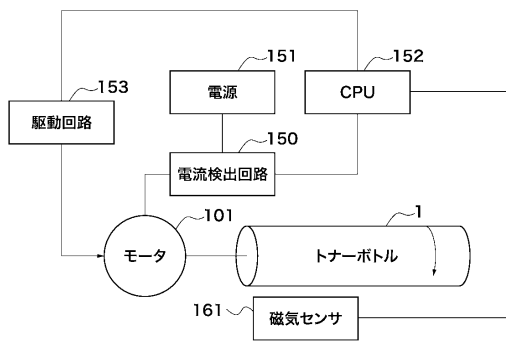 151
152
153
電源
CPU
駆動回路
150
電流検出回路
101
1
モータ
トナーボトル
161
磁気センサ